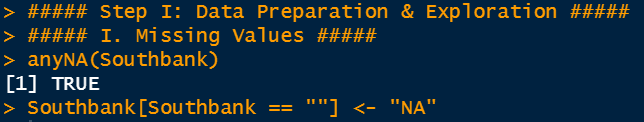 > ##### Step I: Data Preparation & Exploration #####
> ##### I. Missing Values #####
> anyNA(Southbank)
[1] TRUE
> Southbank[Southbank == ""] <- "NA"